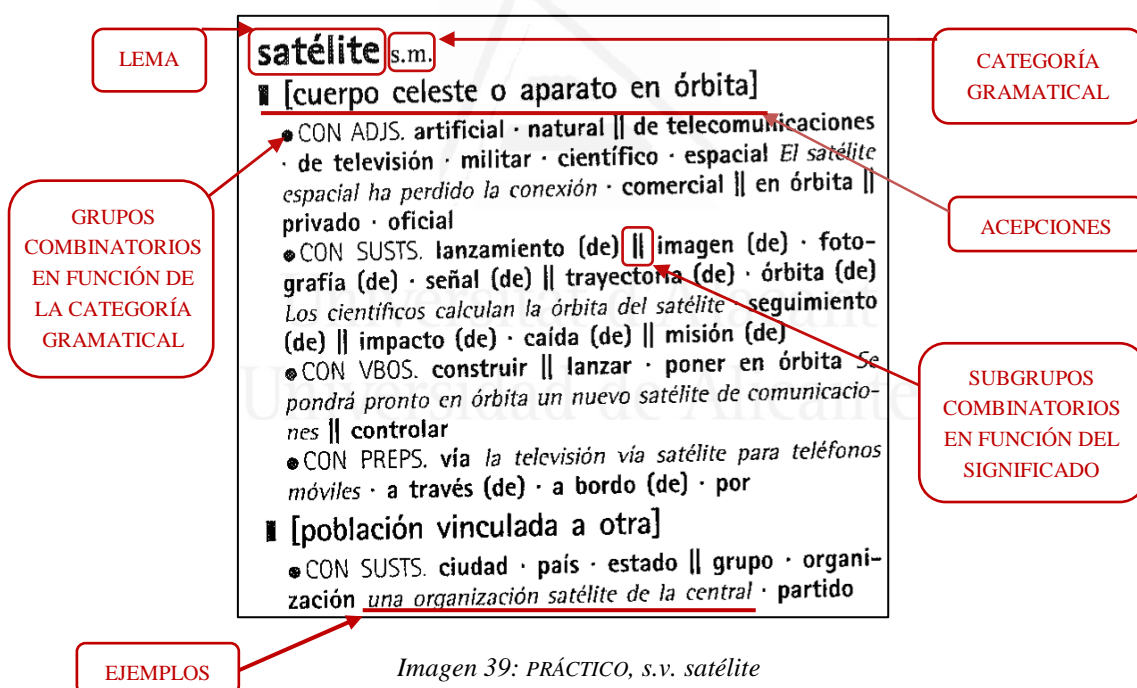 LEMA
GRUPOS
COMBINATORIOS
EN FUNCIÓN DE
LA CATEGORÍA
GRAMATICAL
EJEMPLOS
satélite s.m.
[cuerpo celeste o aparato en órbita]
● CON ADJS. artificial · natural || de telecomunicaciones
· de televisión · militar · científico · espacial El satélite
espacial ha perdido la conexión · comercial || en órbita ||
privado · oficial
● CON SUSTS. lanzamiento (de) || imagen (de) · foto-
grafía (de) · señal (de) || trayectoria (de) · órbita (de)
Los científicos calculan la órbita del satélite · seguimiento
(de) || impacto (de) · caída (de) || misión (de)
● CON VBOS. construir || lanzar · poner en órbita Se
pondrá pronto en órbita un nuevo satélite de comunicacio-
nes || controlar
● CON PREPS. vía la televisión vía satélite para teléfonos
móviles · a través (de) · a bordo (de) · por
[población vinculada a otra]
● CON SUSTS. ciudad · país · estado || grupo · organi-
zación una organización satélite de la central · partido
CATEGORÍA
GRAMATICAL
ACEPCIONES
SUBGRUPOS
COMBINATORIOS
EN FUNCIÓN DEL
SIGNIFICADO
Imagen 39: PRÁCTICO, s.v. satélite
Universitat d'Alacant
Universidad de Alicante